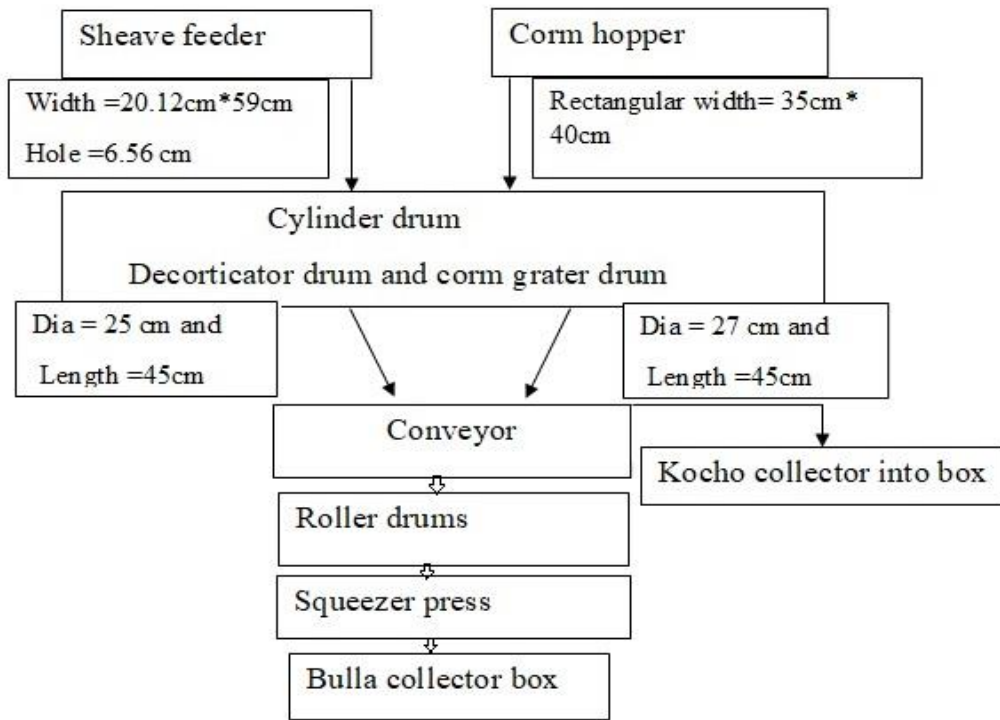 Sheave feeder
Corm hopper
Width =20.12cm*59cm
Hole =6.56 cm
Rectangular width= 35cm*
40cm
Cylinder drum
Decorticator drum and corm grater drum
Dia = 25 cm and
Length =45cm
Dia = 27 cm and
Length =45cm
Conveyor
Kocho collector into box
Roller drums
Squeezer press
Bulla collector box